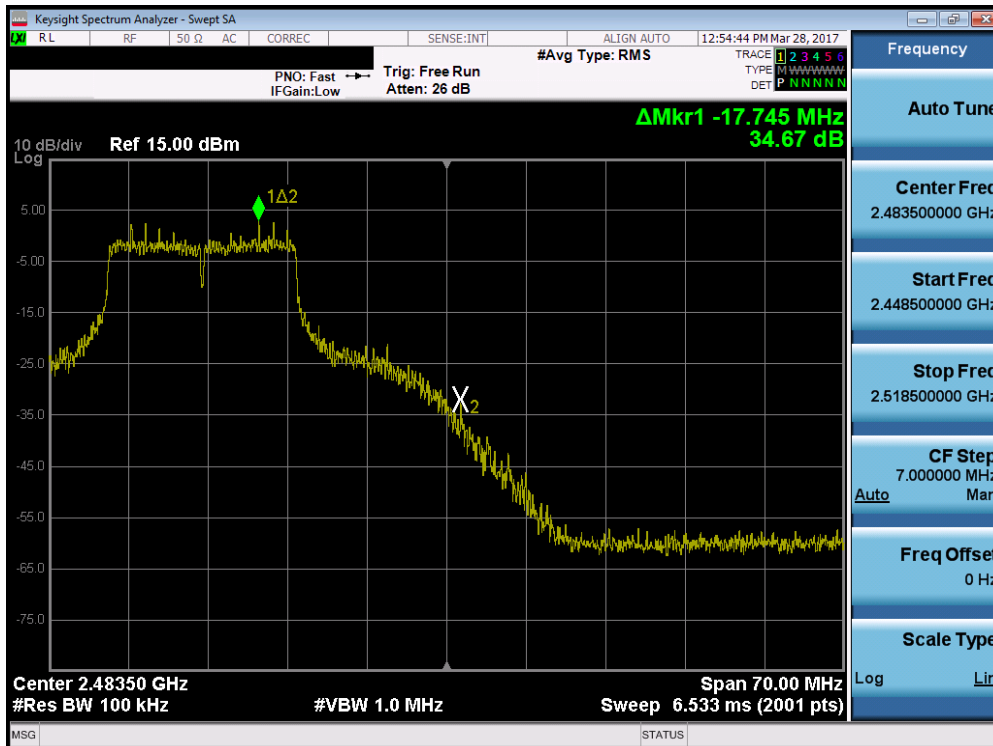 Keysight Spectrum Analyzer - Swept SA
LXI RL RF 50 Ω AC CORREC SENSE:INT ALIGN AUTO 12:54:44 PM Mar 28, 2017
#Avg Type: RMS TRACE 1 2 3 4 5 6
PNO: Fast Trig: Free Run TYPE M WWWWW
IFGain:Low Atten: 26 dB DET P N N N N N
ΔMkr1 -17.745 MHz
34.67 dB
10 dB/div Ref 15.00 dBm
Log
1Δ2
5.00
-5.00
-15.0
-25.0
-35.0
X2
-45.0
-55.0
-65.0
-75.0
Center 2.48350 GHz Span 70.00 MHz
#Res BW 100 kHz #VBW 1.0 MHz Sweep 6.533 ms (2001 pts)
MSG STATUS
Frequency
Auto Tune
Center Freq
2.483500000 GHz
Start Freq
2.448500000 GHz
Stop Freq
2.518500000 GHz
CF Step
7.000000 MHz
Auto Man
Freq Offset
0 Hz
Scale Type
Log Lin